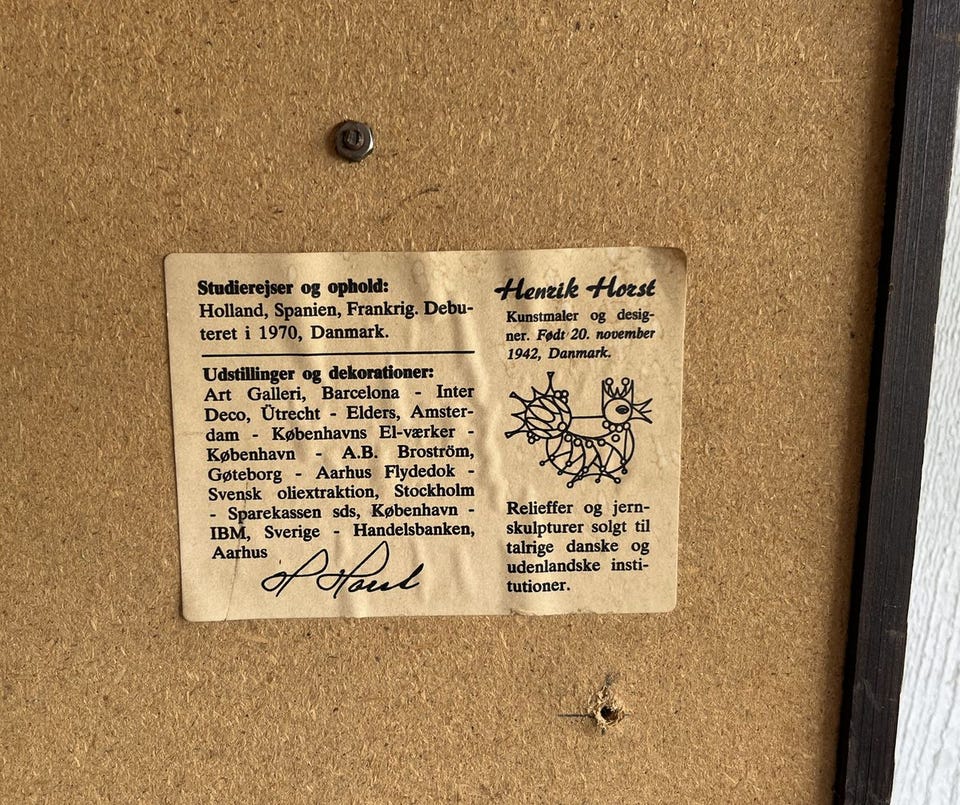 Studierejser og ophold:
Holland, Spanien, Frankrig. Debu-
teret i 1970, Danmark.
Udstillinger og dekorationer:
Art Galleri, Barcelona - Inter
Deco, Ütrecht - Elders, Amster-
dam - Københavns El-værker -
København - A.B. Broström,
Gøteborg - Aarhus Flydedok -
Svensk oliextraktion, Stockholm
- Sparekassen sds, København -
IBM, Sverige - Handelsbanken,
Aarhus
H Horst
Henrik Horst
Kunstmaler og desig-
ner. Født 20. november
1942, Danmark.
Relieffer og jern-
skulpturer solgt til
talrige danske og
udenlandske insti-
tutioner.